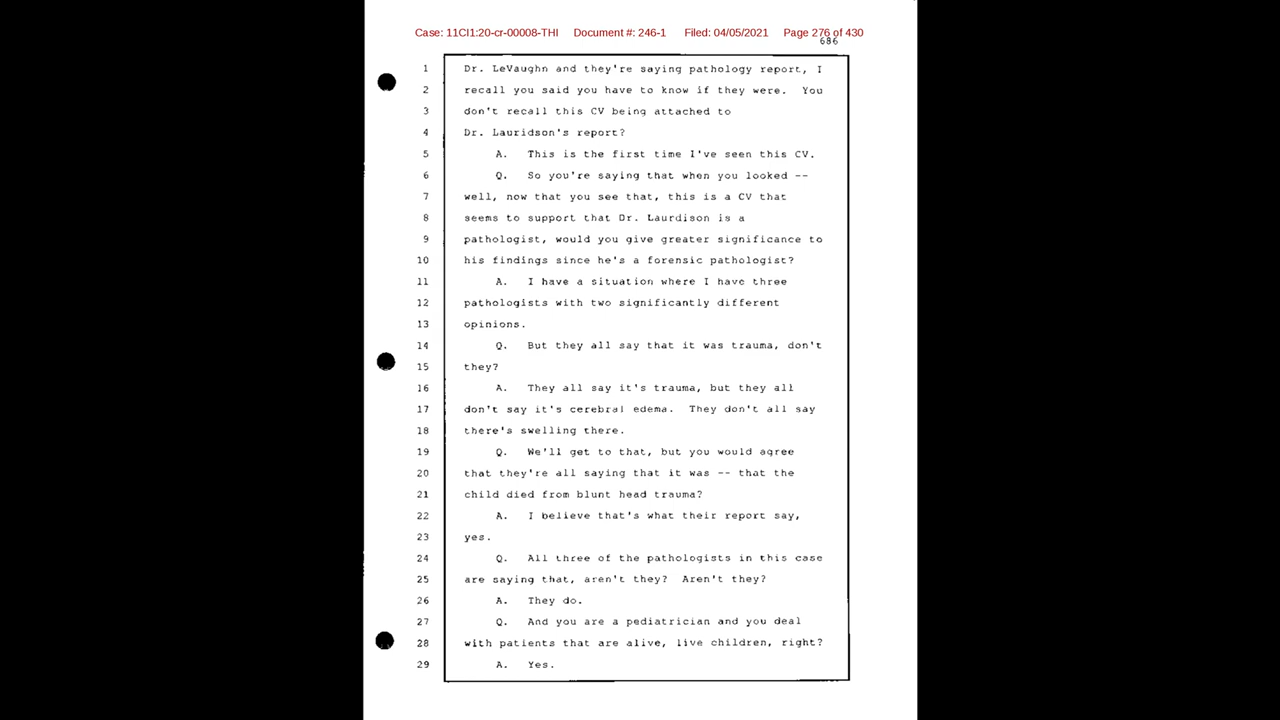 Case: 11CI1:20-cr-00008-THI Document #: 246-1 Filed: 04/05/2021 Page 276 of 430
686
1 Dr. LeVaughn and they're saying pathology report, I
2 recall you said you have to know if they were. You
3 don't recall this CV being attached to
4 Dr. Lauridson's report?
5 A. This is the first time I've seen this CV.
6 Q. So you're saying that when you looked --
7 well, now that you see that, this is a CV that
8 seems to support that Dr. Laurdison is a
9 pathologist, would you give greater significance to
10 his findings since he's a forensic pathologist?
11 A. I have a situation where I have three
12 pathologists with two significantly different
13 opinions.
14 Q. But they all say that it was trauma, don't
15 they?
16 A. They all say it's trauma, but they all
17 don't say it's cerebral edema. They don't all say
18 there's swelling there.
19 Q. We'll get to that, but you would agree
20 that they're all saying that it was -- that the
21 child died from blunt head trauma?
22 A. I believe that's what their report say,
23 yes.
24 Q. All three of the pathologists in this case
25 are saying that, aren't they? Aren't they?
26 A. They do.
27 Q. And you are a pediatrician and you deal
28 with patients that are alive, live children, right?
29 A. Yes.